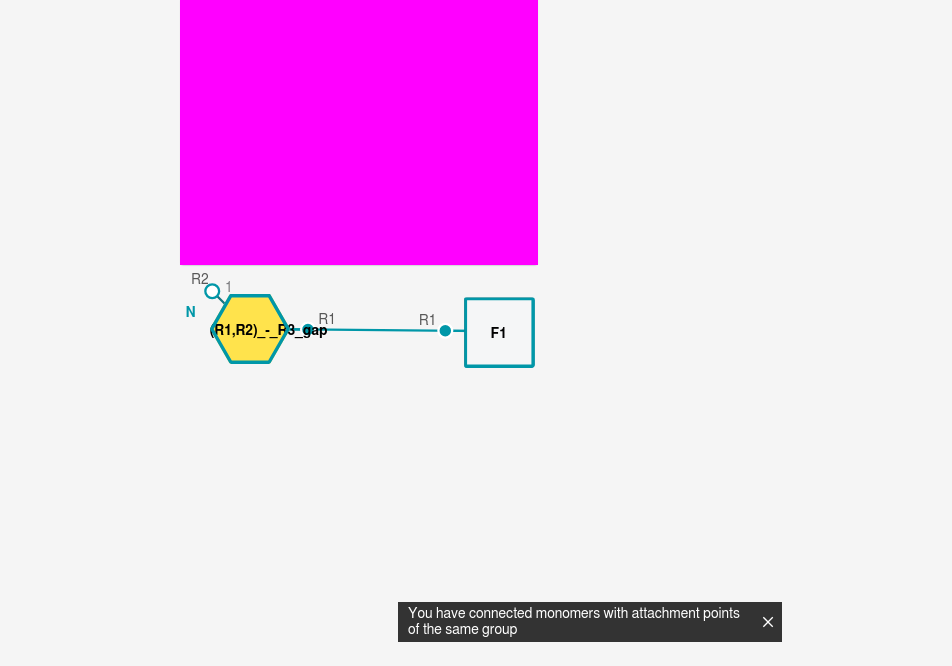 R2
1
N
(R1,R2)_-_R3_gap
R1
R1
F1
You have connected monomers with attachment points
of the same group